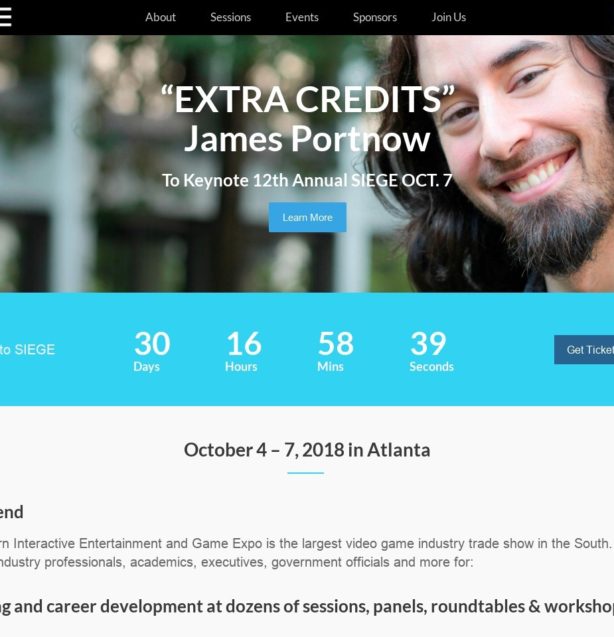 About Sessions Events Sponsors Join Us
“EXTRA CREDITS”
James Portnow
To Keynote 12th Annual SIEGE OCT. 7
Learn More
to SIEGE
30 16 58 39
Days Hours Mins Seconds
Get Ticket
October 4 – 7, 2018 in Atlanta
end
rn Interactive Entertainment and Game Expo is the largest video game industry trade show in the South.
ndustry professionals, academics, executives, government officials and more for:
g and career development at dozens of sessions, panels, roundtables & workshop